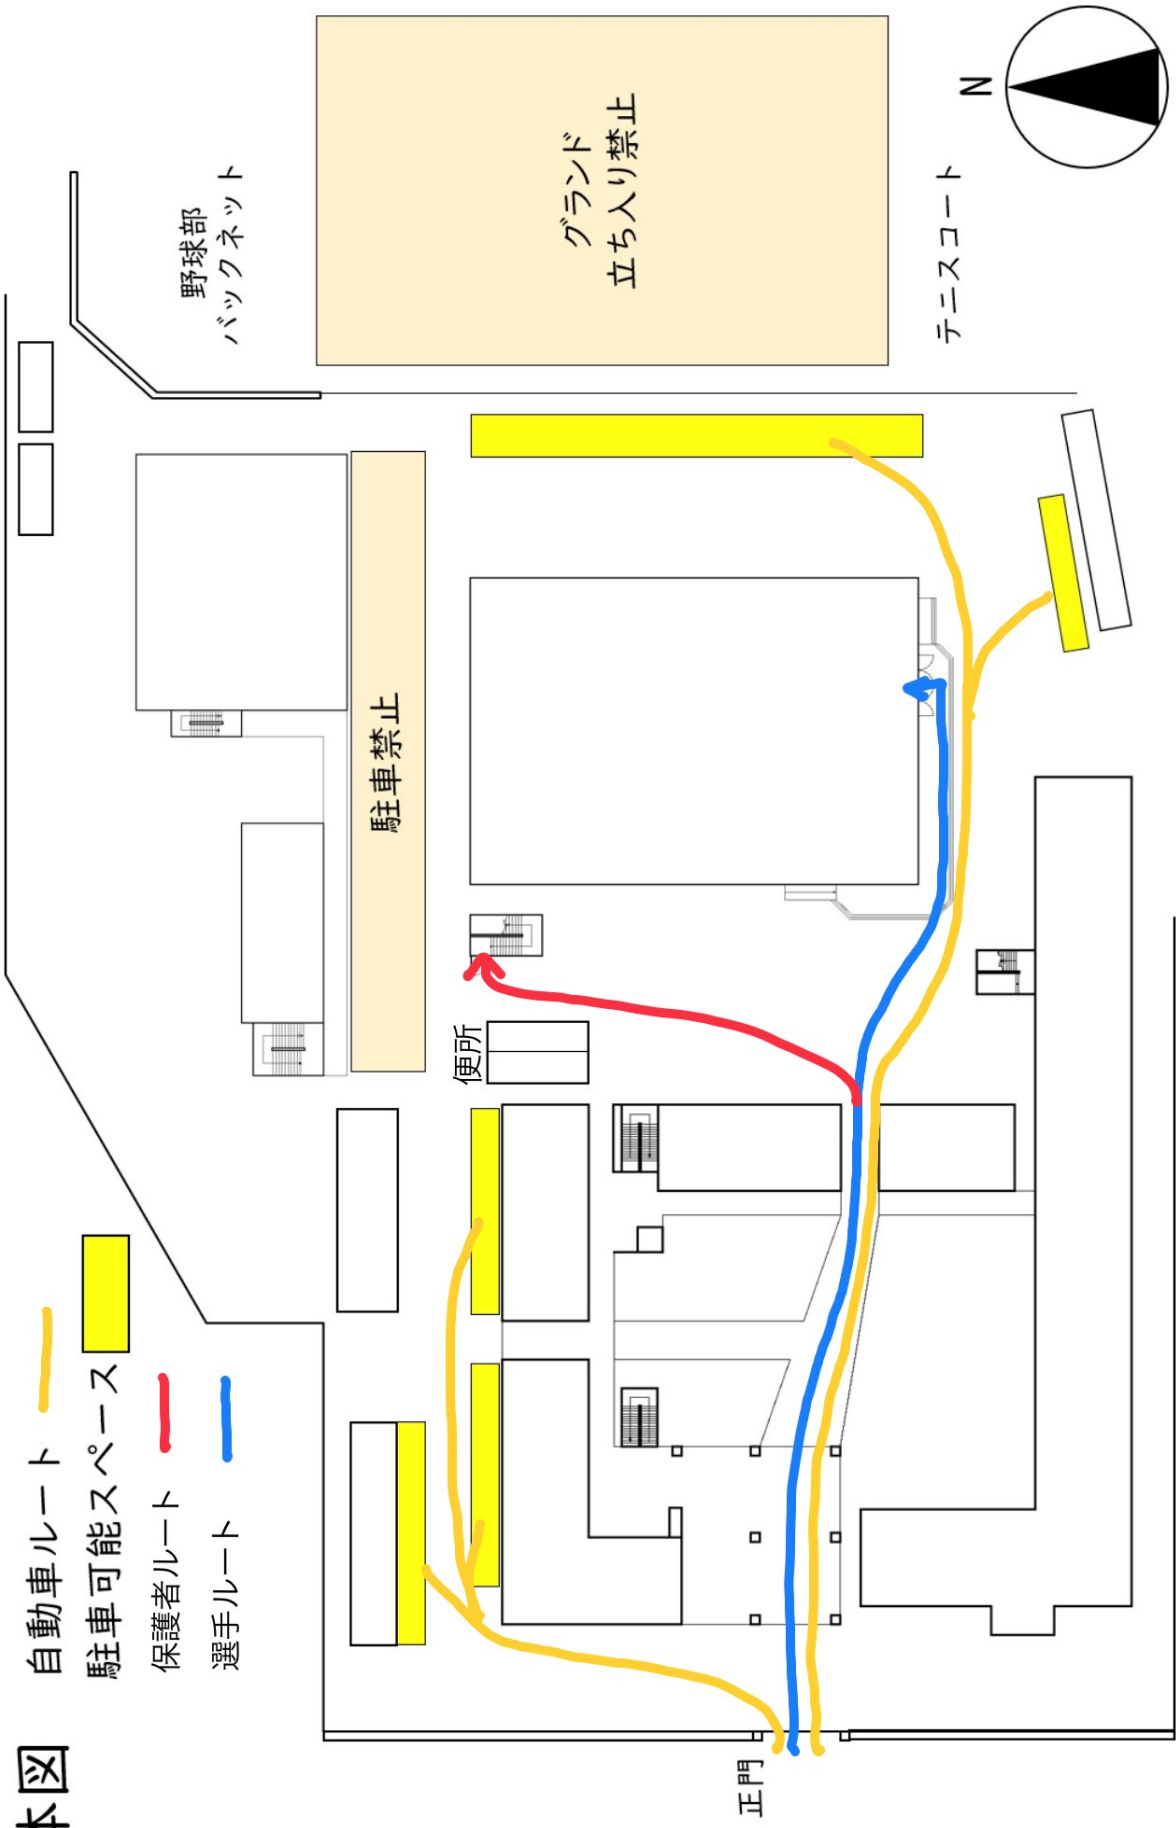 本図
自動車ルート
駐車可能スペース
保護者ルート
選手ルート
正門
便所
駐車禁止
野球部
バックネット
グランド
立ち入り禁止
テニスコート
N